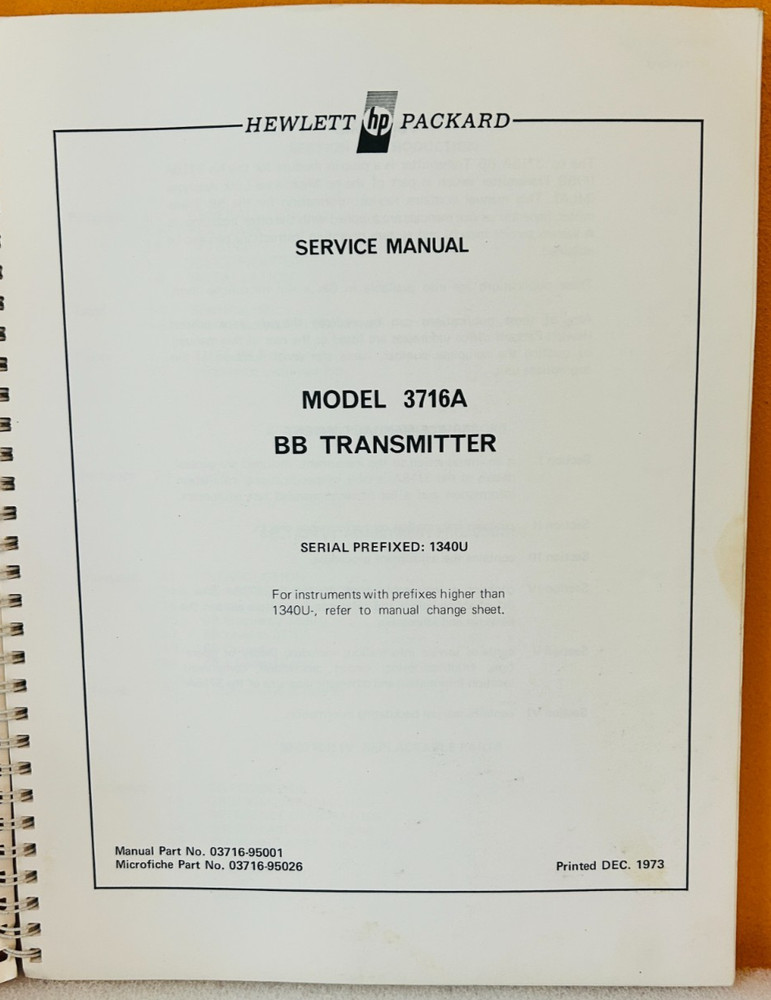 HEWLETT hp PACKARD
SERVICE MANUAL
MODEL 3716A
BB TRANSMITTER
SERIAL PREFIXED: 1340U
For instruments with prefixes higher than
1340U-, refer to manual change sheet.
Manual Part No. 03716-95001
Microfiche Part No. 03716-95026
Printed DEC. 1973